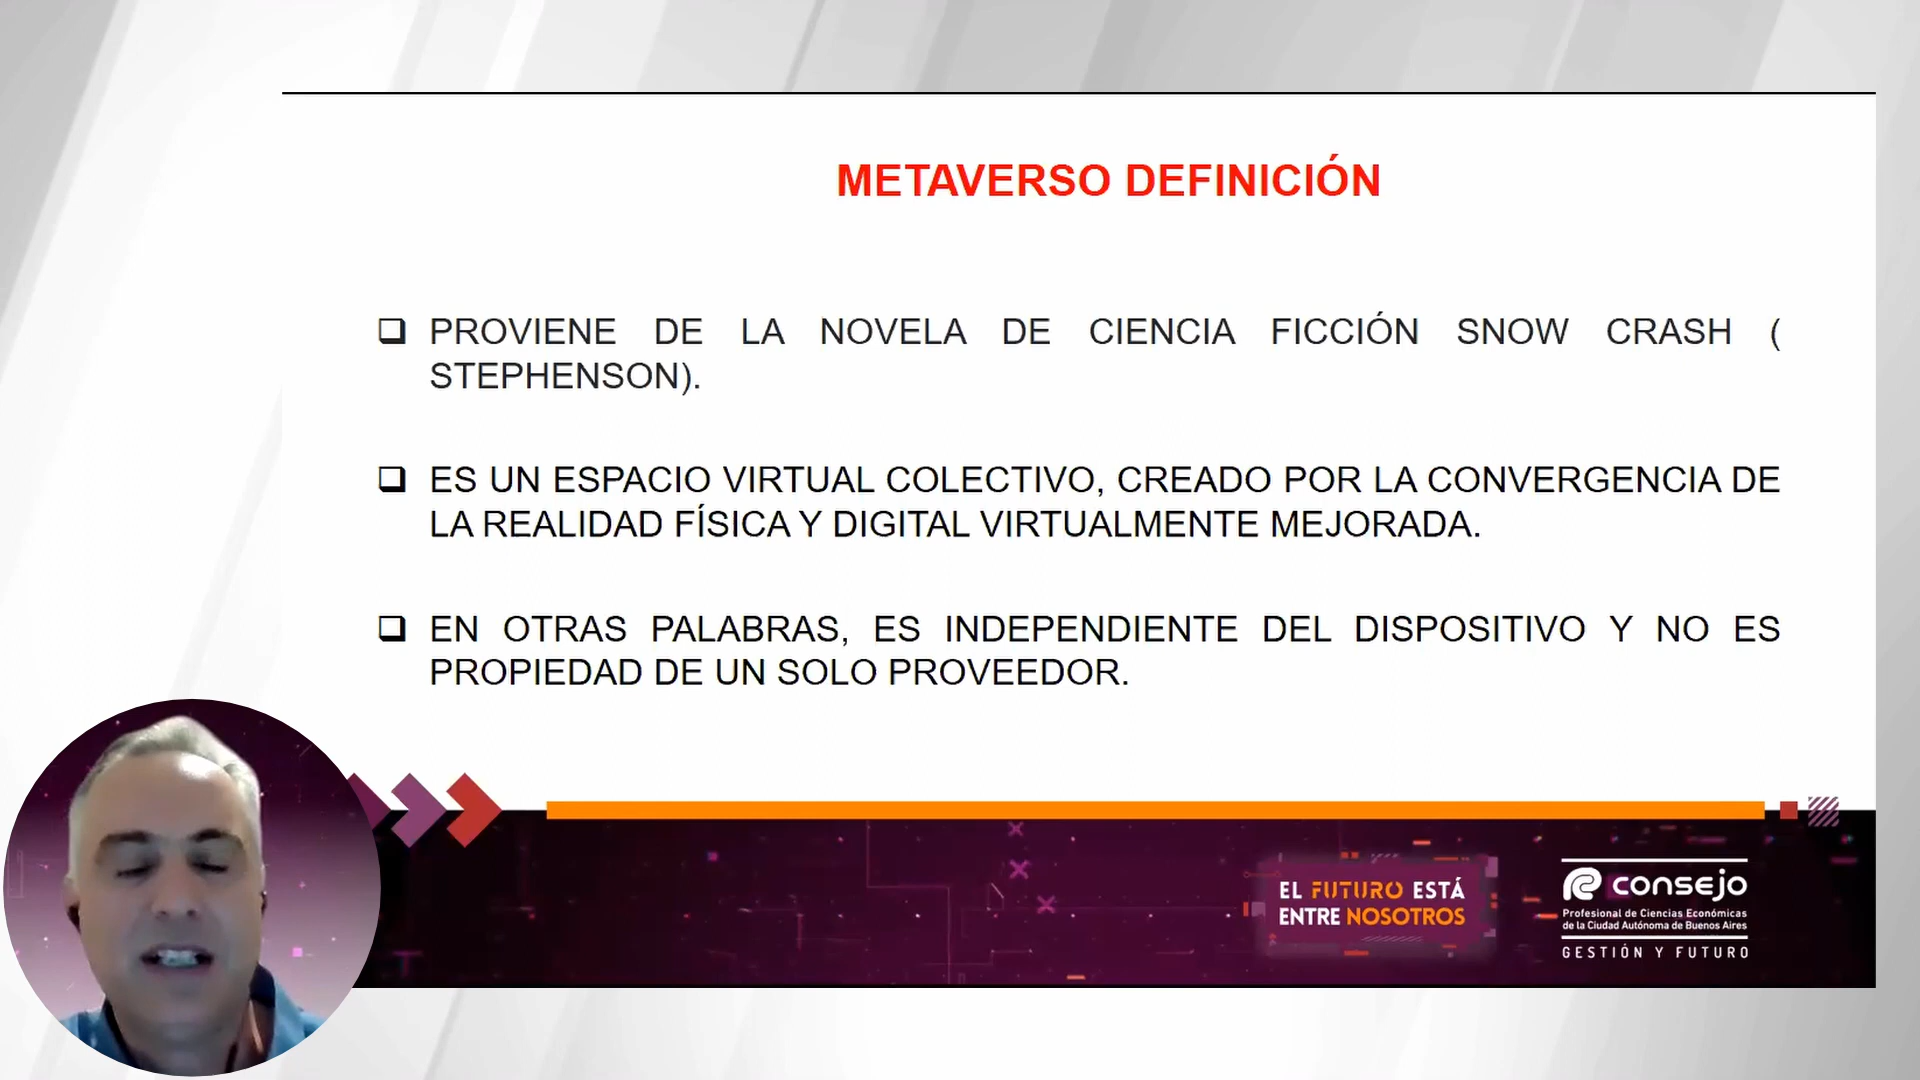 METAVERSO DEFINICIÓN
PROVIENE DE LA NOVELA DE CIENCIA FICCIÓN SNOW CRASH (
STEPHENSON).
ES UN ESPACIO VIRTUAL COLECTIVO, CREADO POR LA CONVERGENCIA DE
LA REALIDAD FÍSICA Y DIGITAL VIRTUALMENTE MEJORADA.
EN OTRAS PALABRAS, ES INDEPENDIENTE DEL DISPOSITIVO Y NO ES
PROPIEDAD DE UN SOLO PROVEEDOR.
EL FUTURO ESTÁ
ENTRE NOSOTROS
consejo
Profesional de Ciencias Económicas
de la Ciudad Autónoma de Buenos Aires
GESTIÓN Y FUTURO